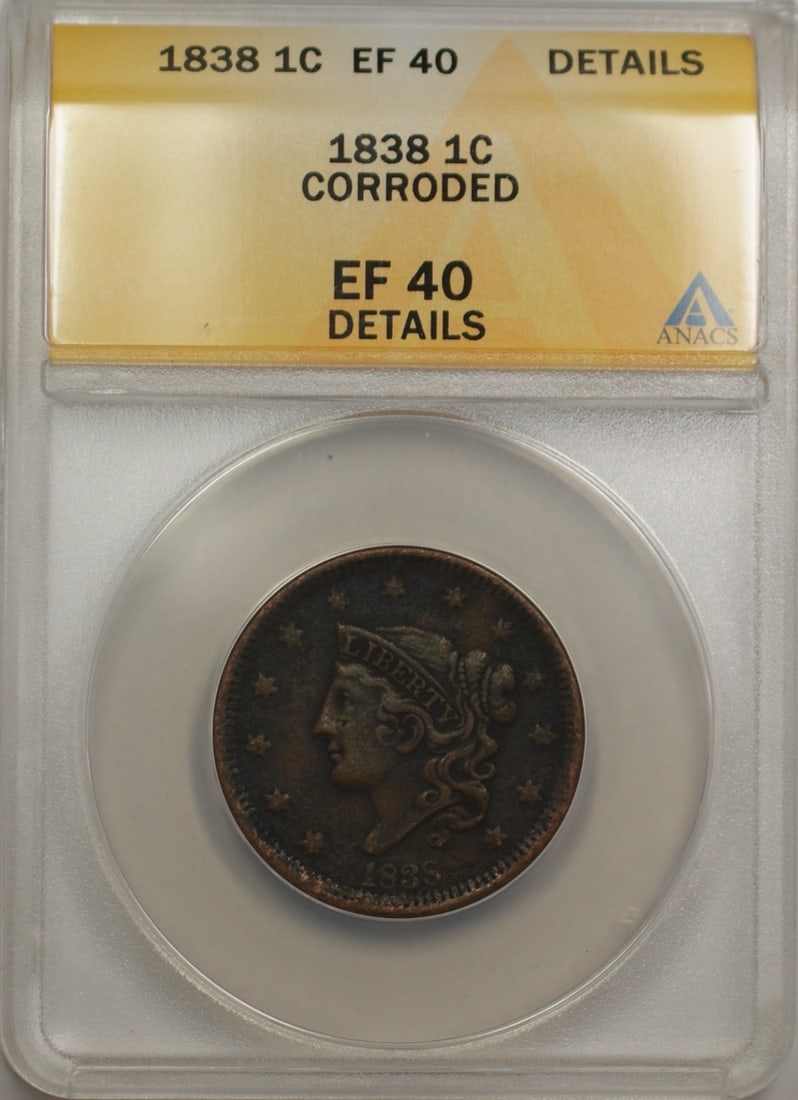 1838 1C EF 40 DETAILS
1838 1C
CORRODED
EF 40
DETAILS
ANACS
LIBERTY
1838